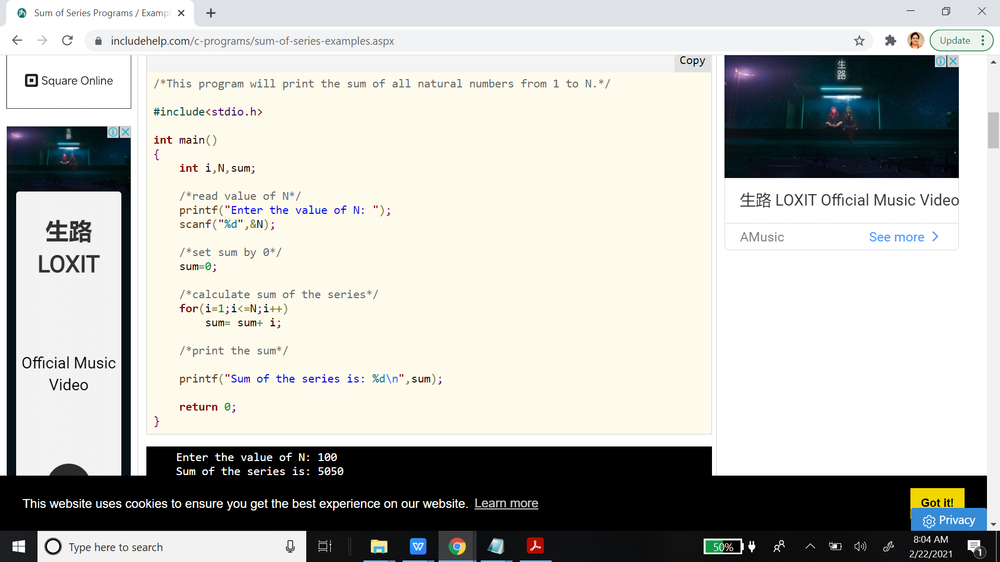 Sum of Series Programs / Examp
includehelp.com/c-programs/sum-of-series-examples.aspx
Update
Square Online
生路
LOXIT
Official Music
Video
Copy
/*This program will print the sum of all natural numbers from 1 to N.*/
#include<stdio.h>
int main()
{
int i,N,sum;
/*read value of N*/
printf("Enter the value of N: ");
scanf("%d",&N);
/*set sum by 0*/
sum=0;
/*calculate sum of the series*/
for(i=1;i<=N;i++)
sum= sum+ i;
/*print the sum*/
printf("Sum of the series is: %d\n",sum);
return 0;
}
Enter the value of N: 100
Sum of the series is: 5050
生路
生路 LOXIT Official Music Video
AMusic
See more
This website uses cookies to ensure you get the best experience on our website. Learn more
Got it!
Privacy
Type here to search
50%
8:04 AM
2/22/2021
1